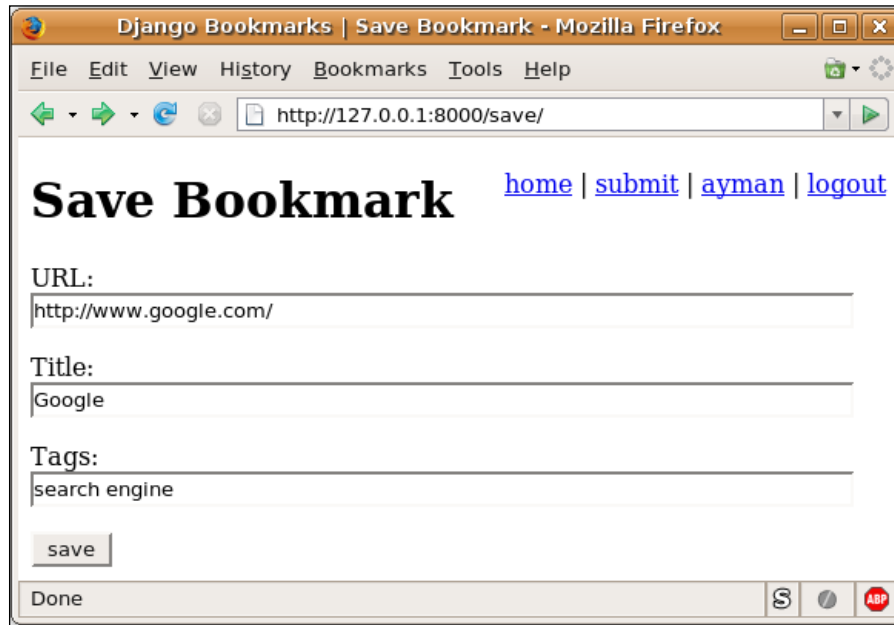 Django Bookmarks | Save Bookmark - Mozilla Firefox
File Edit View History Bookmarks Tools Help
http://127.0.0.1:8000/save/
Save Bookmark
home | submit | ayman | logout
URL:
http://www.google.com/
Title:
Google
Tags:
search engine
save
Done
S
ABP